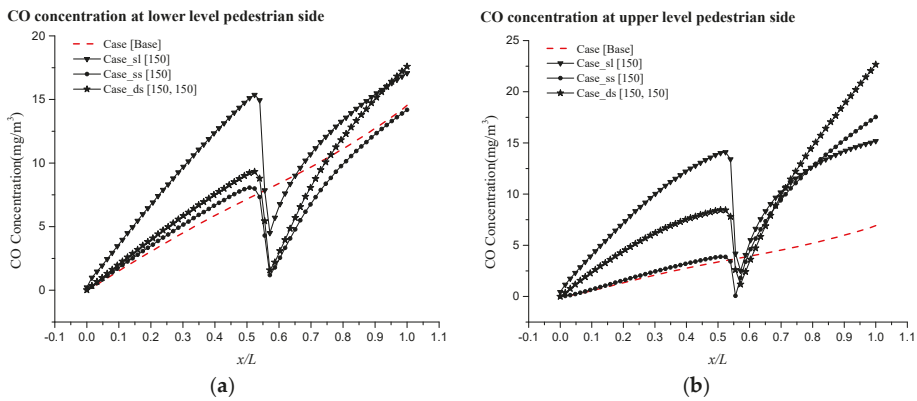 CO concentration at lower level pedestrian side
20
15
10
5
0
CO Concentration(mg/m³)
Case [Base]
Case_sl [150]
Case_ss [150]
Case_ds [150, 150]
-0.1 0.0 0.1 0.2 0.3 0.4 0.5 0.6 0.7 0.8 0.9 1.0 1.1
x/L
(a)
CO concentration at upper level pedestrian side
25
20
15
10
5
0
CO Concentration(mg/m³)
Case [Base]
Case_sl [150]
Case_ss [150]
Case_ds [150, 150]
-0.1 0.0 0.1 0.2 0.3 0.4 0.5 0.6 0.7 0.8 0.9 1.0 1.1
x/L
(b)